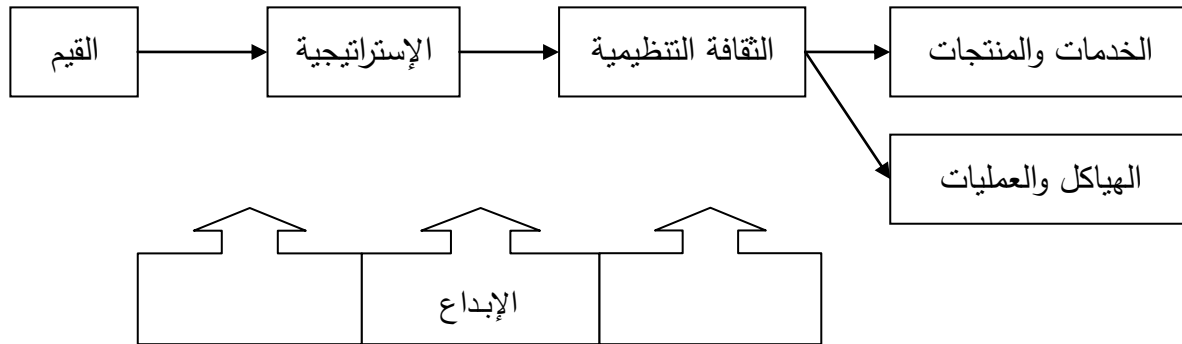 القيم
الإستراتيجية
الثقافة التنظيمية
الخدمات والمنتجات
الهياكل والعمليات
الإبداع